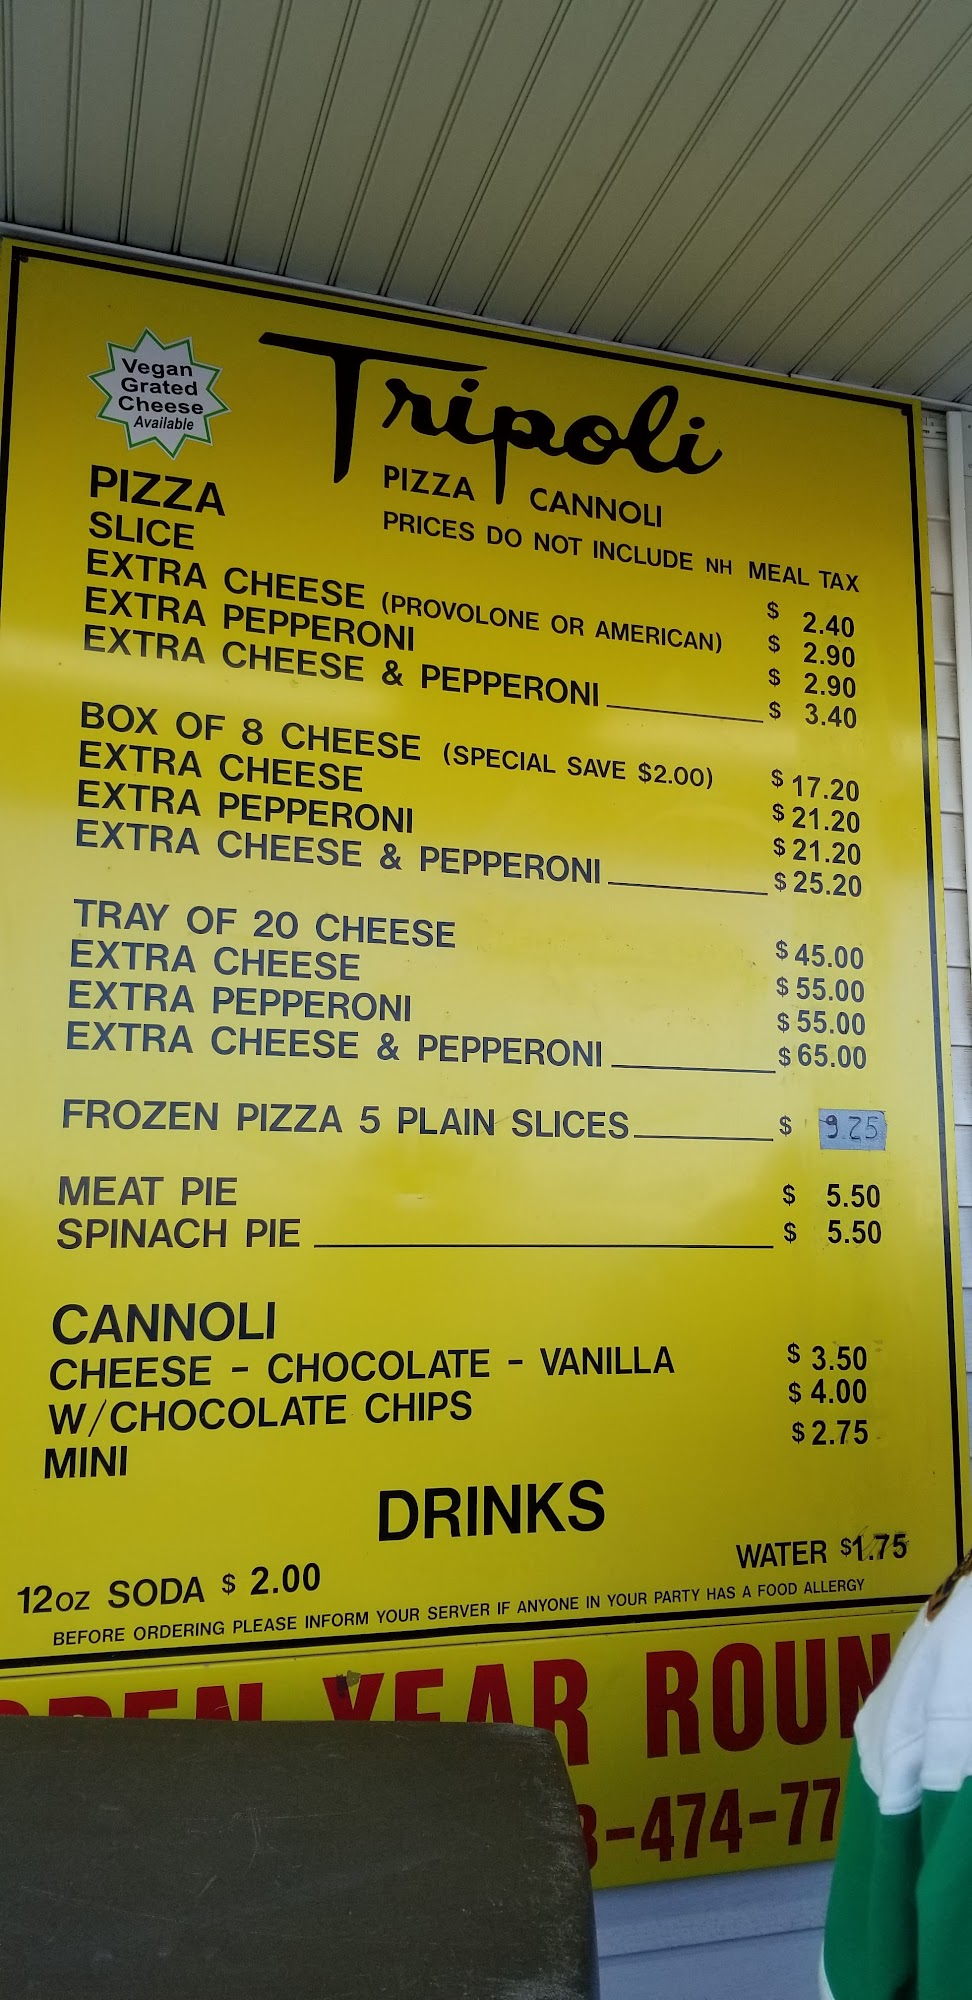 Vegan
Grated
Cheese
Available
Tripoli
PIZZA CANNOLI
PRICES DO NOT INCLUDE NH MEAL TAX
PIZZA
SLICE $ 2.40
EXTRA CHEESE (PROVOLONE OR AMERICAN) $ 2.90
EXTRA PEPPERONI $ 2.90
EXTRA CHEESE & PEPPERONI $ 3.40
BOX OF 8 CHEESE (SPECIAL SAVE $2.00) $ 17.20
EXTRA CHEESE $ 21.20
EXTRA PEPPERONI $ 21.20
EXTRA CHEESE & PEPPERONI $ 25.20
TRAY OF 20 CHEESE $ 45.00
EXTRA CHEESE $ 55.00
EXTRA PEPPERONI $ 55.00
EXTRA CHEESE & PEPPERONI $ 65.00
FROZEN PIZZA 5 PLAIN SLICES $ 9.25
MEAT PIE $ 5.50
SPINACH PIE $ 5.50
CANNOLI
CHEESE - CHOCOLATE - VANILLA $ 3.50
W/CHOCOLATE CHIPS $ 4.00
MINI $ 2.75
DRINKS
12oz SODA $ 2.00 WATER $1.75
BEFORE ORDERING PLEASE INFORM YOUR SERVER IF ANYONE IN YOUR PARTY HAS A FOOD ALLERGY
OPEN YEAR ROUN
-474-77